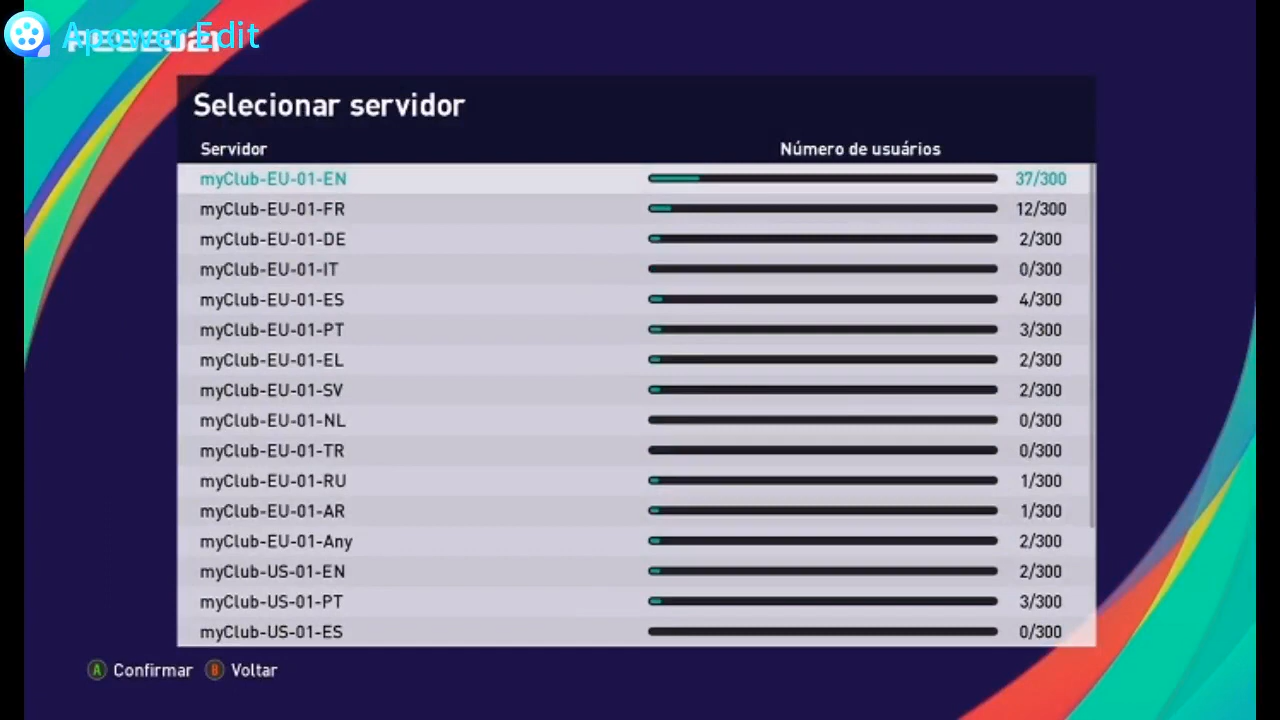 Apower Edit
PES2021
Selecionar servidor
Servidor Número de usuários
myClub-EU-01-EN 37/300
myClub-EU-01-FR 12/300
myClub-EU-01-DE 2/300
myClub-EU-01-IT 0/300
myClub-EU-01-ES 4/300
myClub-EU-01-PT 3/300
myClub-EU-01-EL 2/300
myClub-EU-01-SV 2/300
myClub-EU-01-NL 0/300
myClub-EU-01-TR 0/300
myClub-EU-01-RU 1/300
myClub-EU-01-AR 1/300
myClub-EU-01-Any 2/300
myClub-US-01-EN 2/300
myClub-US-01-PT 3/300
myClub-US-01-ES 0/300
A Confirmar B Voltar